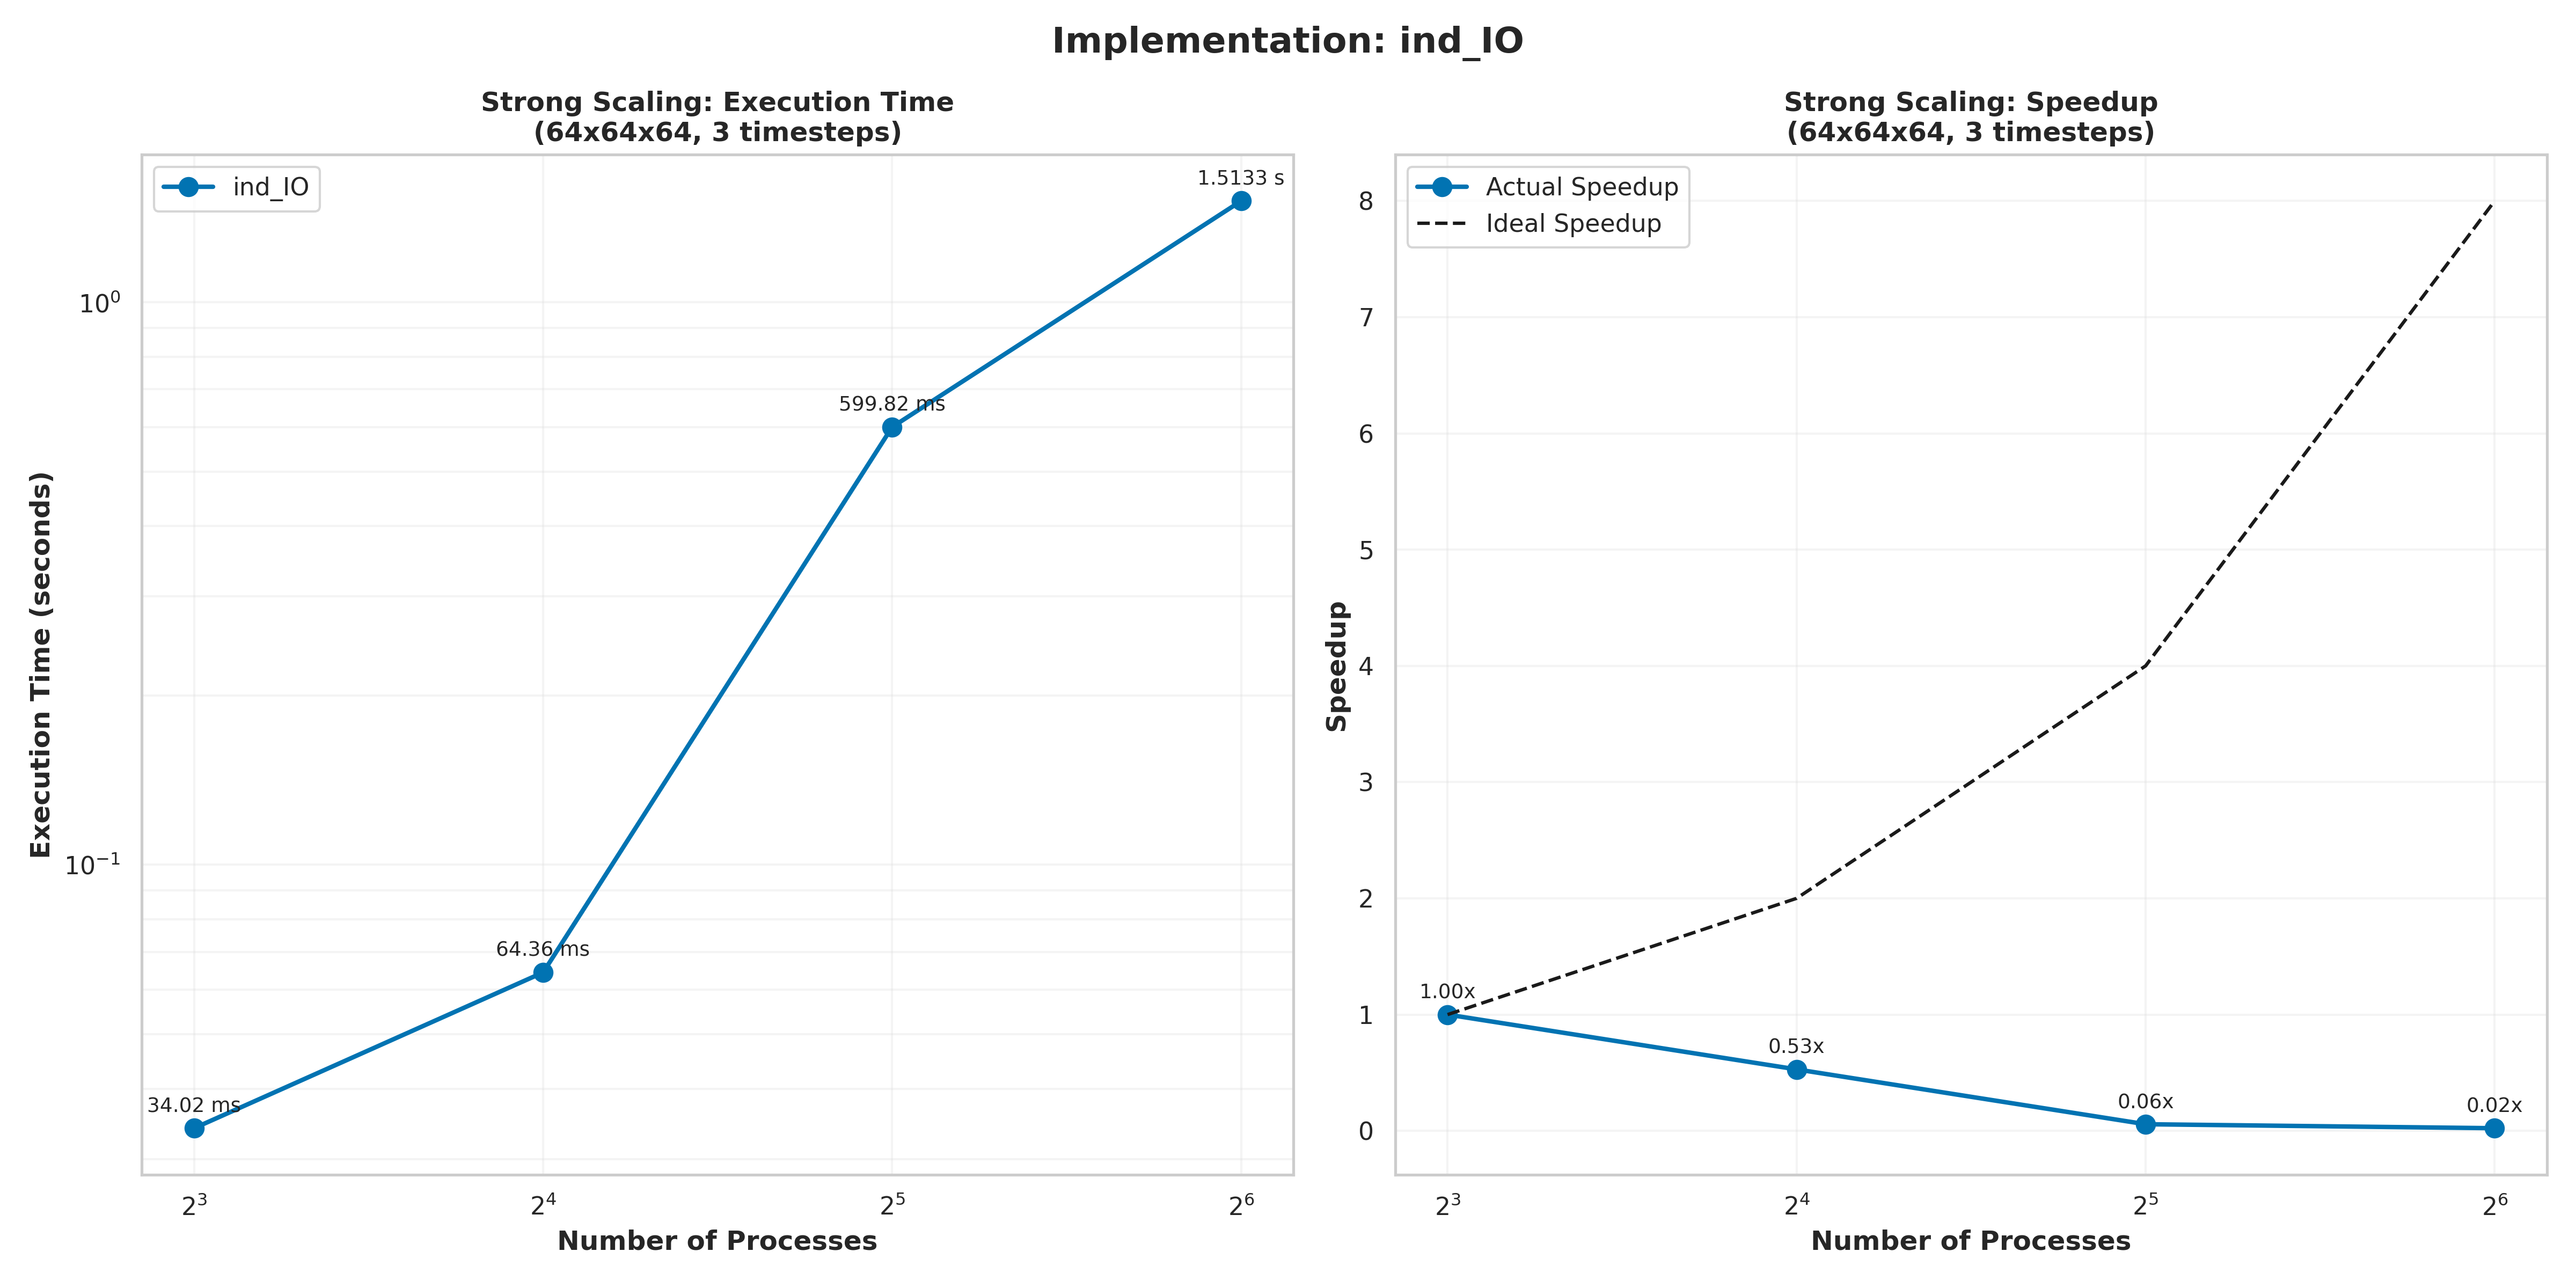 Implementation: ind_IO
Strong Scaling: Execution Time
(64x64x64, 3 timesteps)
ind_IO
Execution Time (seconds)
10⁰
10⁻¹
34.02 ms
64.36 ms
599.82 ms
1.5133 s
2³ 2⁴ 2⁵ 2⁶
Number of Processes
Strong Scaling: Speedup
(64x64x64, 3 timesteps)
Actual Speedup
Ideal Speedup
Speedup
8
7
6
5
4
3
2
1
0
1.00x
0.53x
0.06x
0.02x
2³ 2⁴ 2⁵ 2⁶
Number of Processes